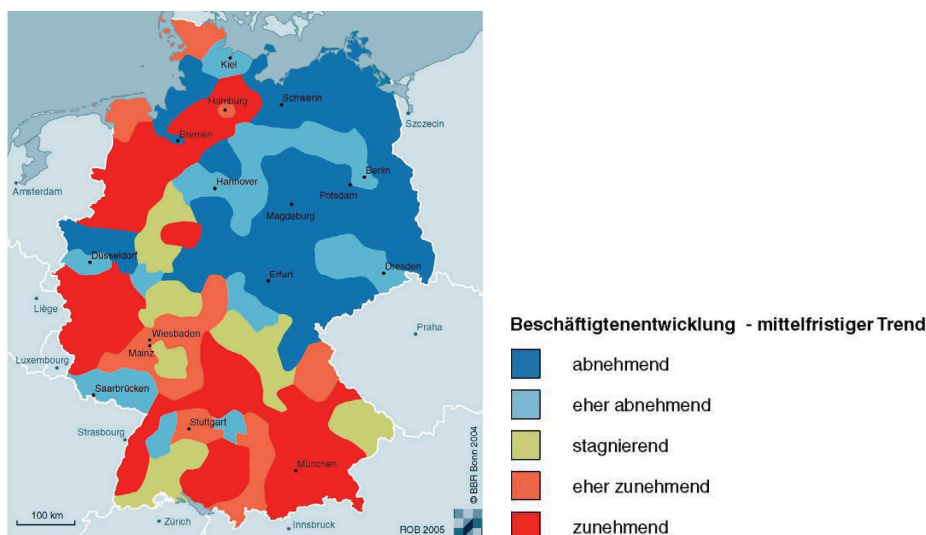 Kiel
Hamburg
Schwerin
Szczecin
Bremen
Amsterdam
Hannover
Berlin
Potsdam
Magdeburg
Düsseldorf
Erfurt
Dresden
Liège
Praha
Wiesbaden
Mainz
Luxembourg
Saarbrücken
Strasbourg
Stuttgart
München
Zürich
Innsbruck
100 km
ROB 2005
© BBR Bonn 2004
Beschäftigtenentwicklung - mittelfristiger Trend
abnehmend
eher abnehmend
stagnierend
eher zunehmend
zunehmend